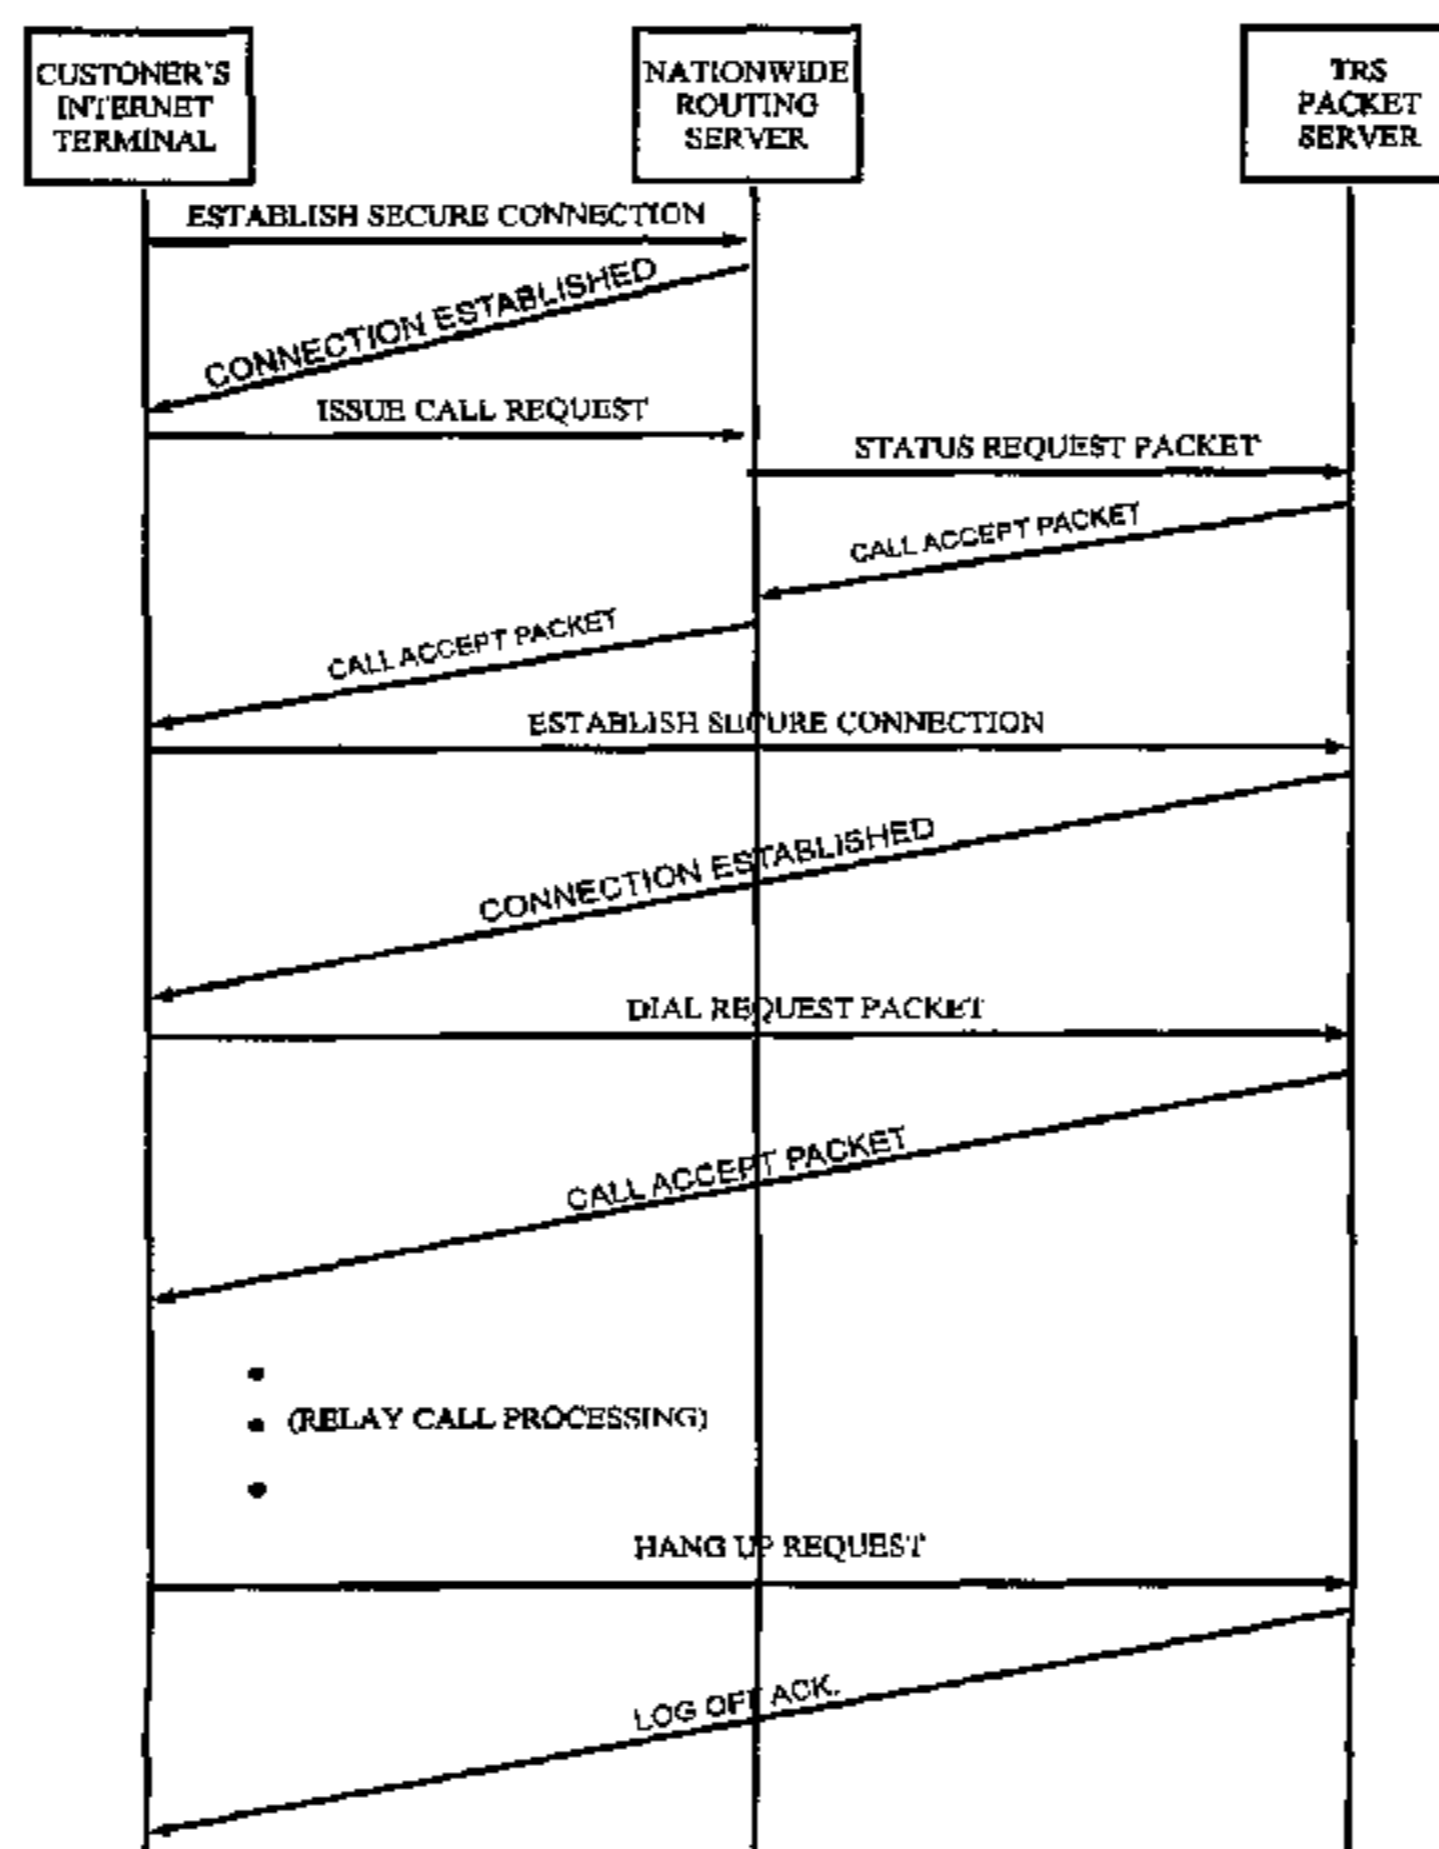 CUSTONER'S
INTERNET
TERMINAL
NATIONWIDE
ROUTING
SERVER
TRS
PACKET
SERVER
ESTABLISH SECURE CONNECTION
CONNECTION ESTABLISHED
ISSUE CALL REQUEST
STATUS REQUEST PACKET
CALL ACCEPT PACKET
CALL ACCEPT PACKET
ESTABLISH SECURE CONNECTION
CONNECTION ESTABLISHED
DIAL REQUEST PACKET
CALL ACCEPT PACKET
(RELAY CALL PROCESSING)
HANG UP REQUEST
LOG OFF ACK.